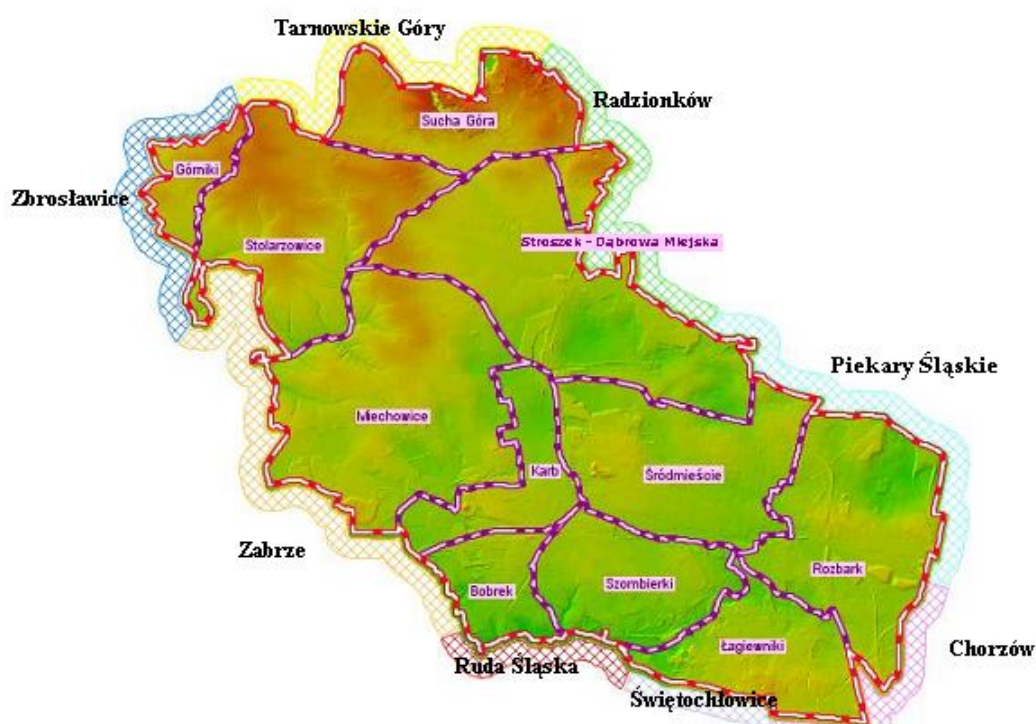 Tarnowskie Góry
Radzionków
Sucha Góra
Górniki
Zbrosławice
Stolarzowice
Stroszek - Dąbrowa Miejska
Piekary Śląskie
Miechowice
Karb
Śródmieście
Zabrze
Bobrek
Szombierki
Rozbark
Łagiewniki
Chorzów
Ruda Śląska
Świętochłowice